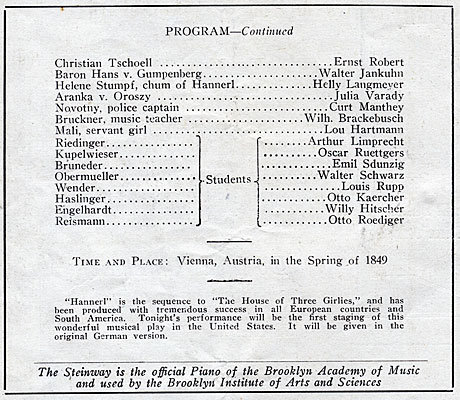 PROGRAM—Continued
Christian Tschoell ................................Ernst Robert
Baron Hans v. Gumpenberg......................Walter Jankuhn
Helene Stumpf, chum of Hannerl................Helly Langmeyer
Aranka v. Oroszy ................................Julia Varady
Novotny, police captain ........................Curt Manthey
Bruckner, music teacher ....................Wilh. Brackebusch
Mali, servant girl .............................Lou Hartmann
Riedinger................ Arthur Limprecht
Kupelwieser............. Oscar Ruettgers
Bruneder................ Emil Sdunzig
Obermueller............. Students Walter Schwarz
Wender.................. Louis Rupp
Haslinger............... Otto Kaercher
Engelhardt.............. Willy Hitscher
Reismann................ Otto Roediger
TIME AND PLACE: Vienna, Austria, in the Spring of 1849
"Hannerl" is the sequence to "The House of Three Girlies," and has
been produced with tremendous success in all European countries and
South America. Tonight's performance will be the first staging of this
wonderful musical play in the United States. It will be given in the
original German version.
The Steinway is the official Piano of the Brooklyn Academy of Music
and used by the Brooklyn Institute of Arts and Sciences